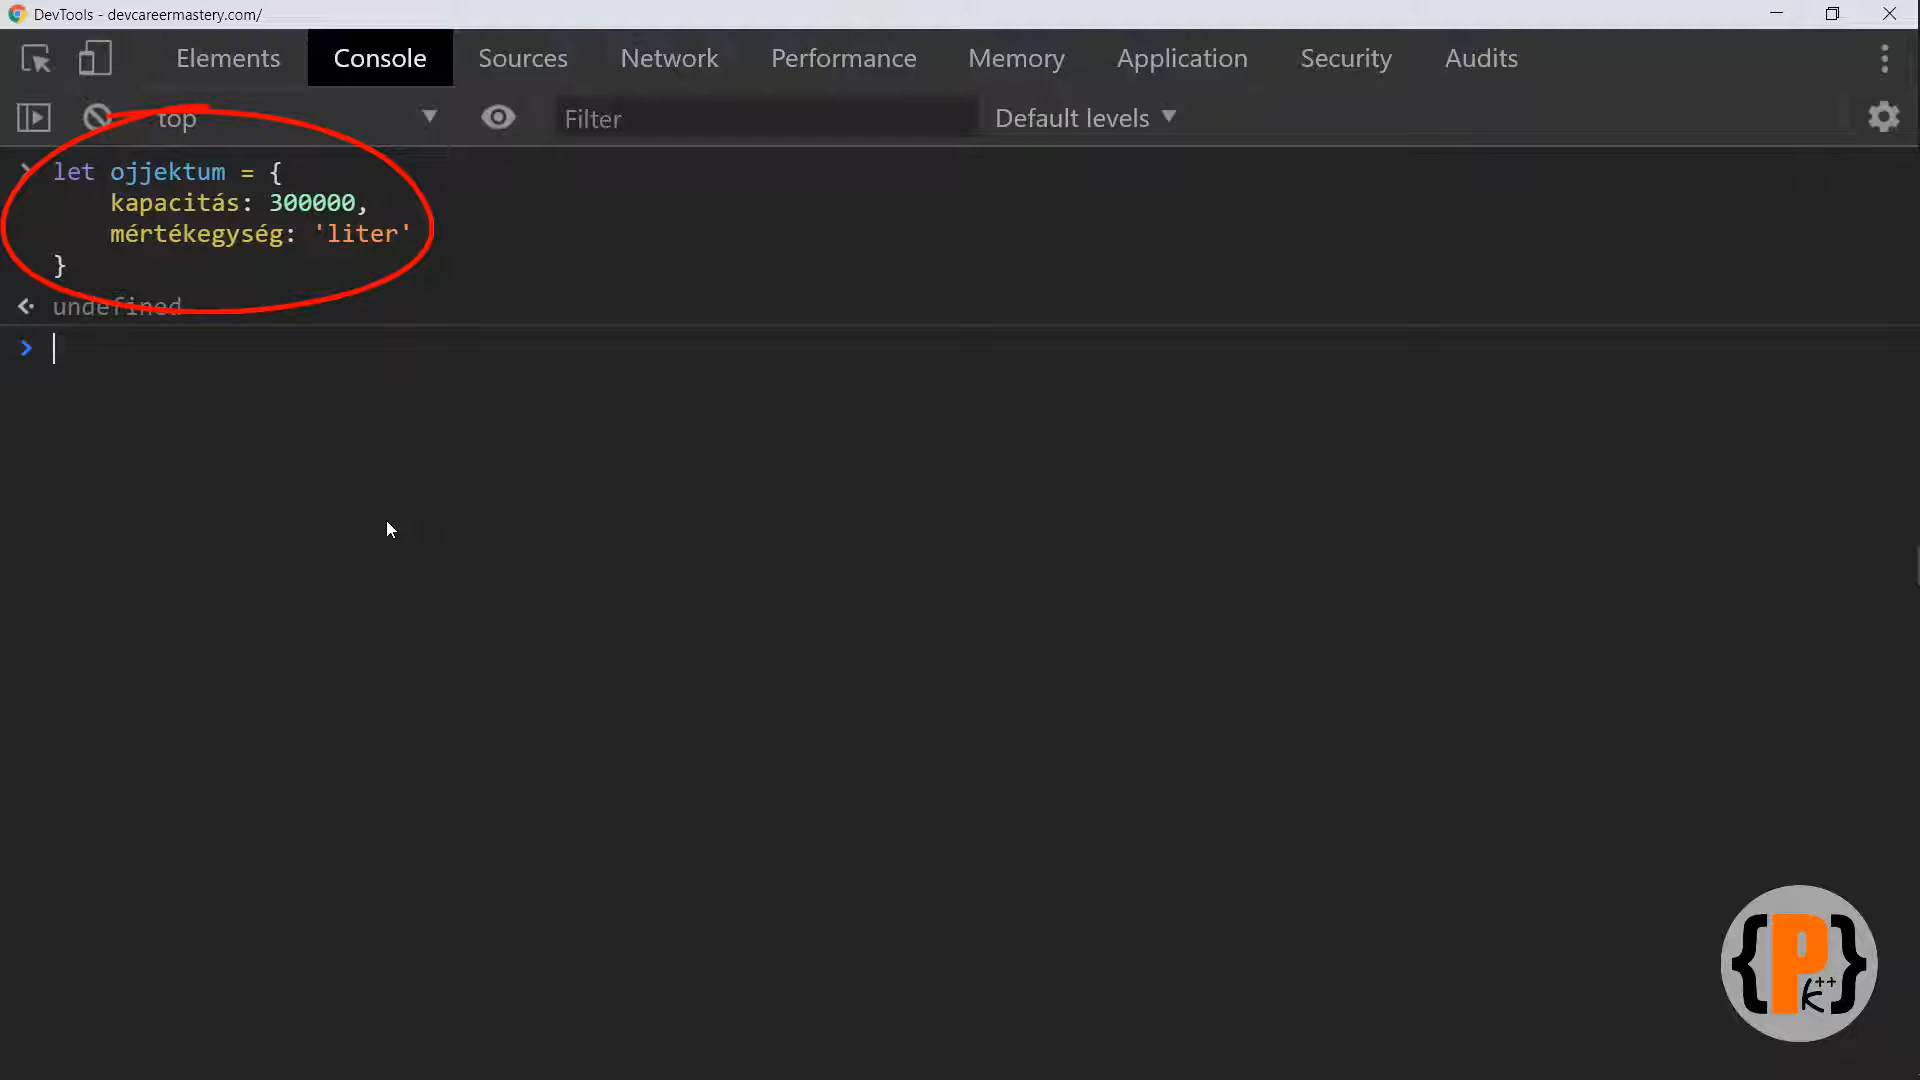 DevTools - devcareermastery.com/
Elements Console Sources Network Performance Memory Application Security Audits
top Filter Default levels
let ojjektum = {
kapacitás: 300000,
mértékegység: 'liter'
}
undefined
{Pk++}